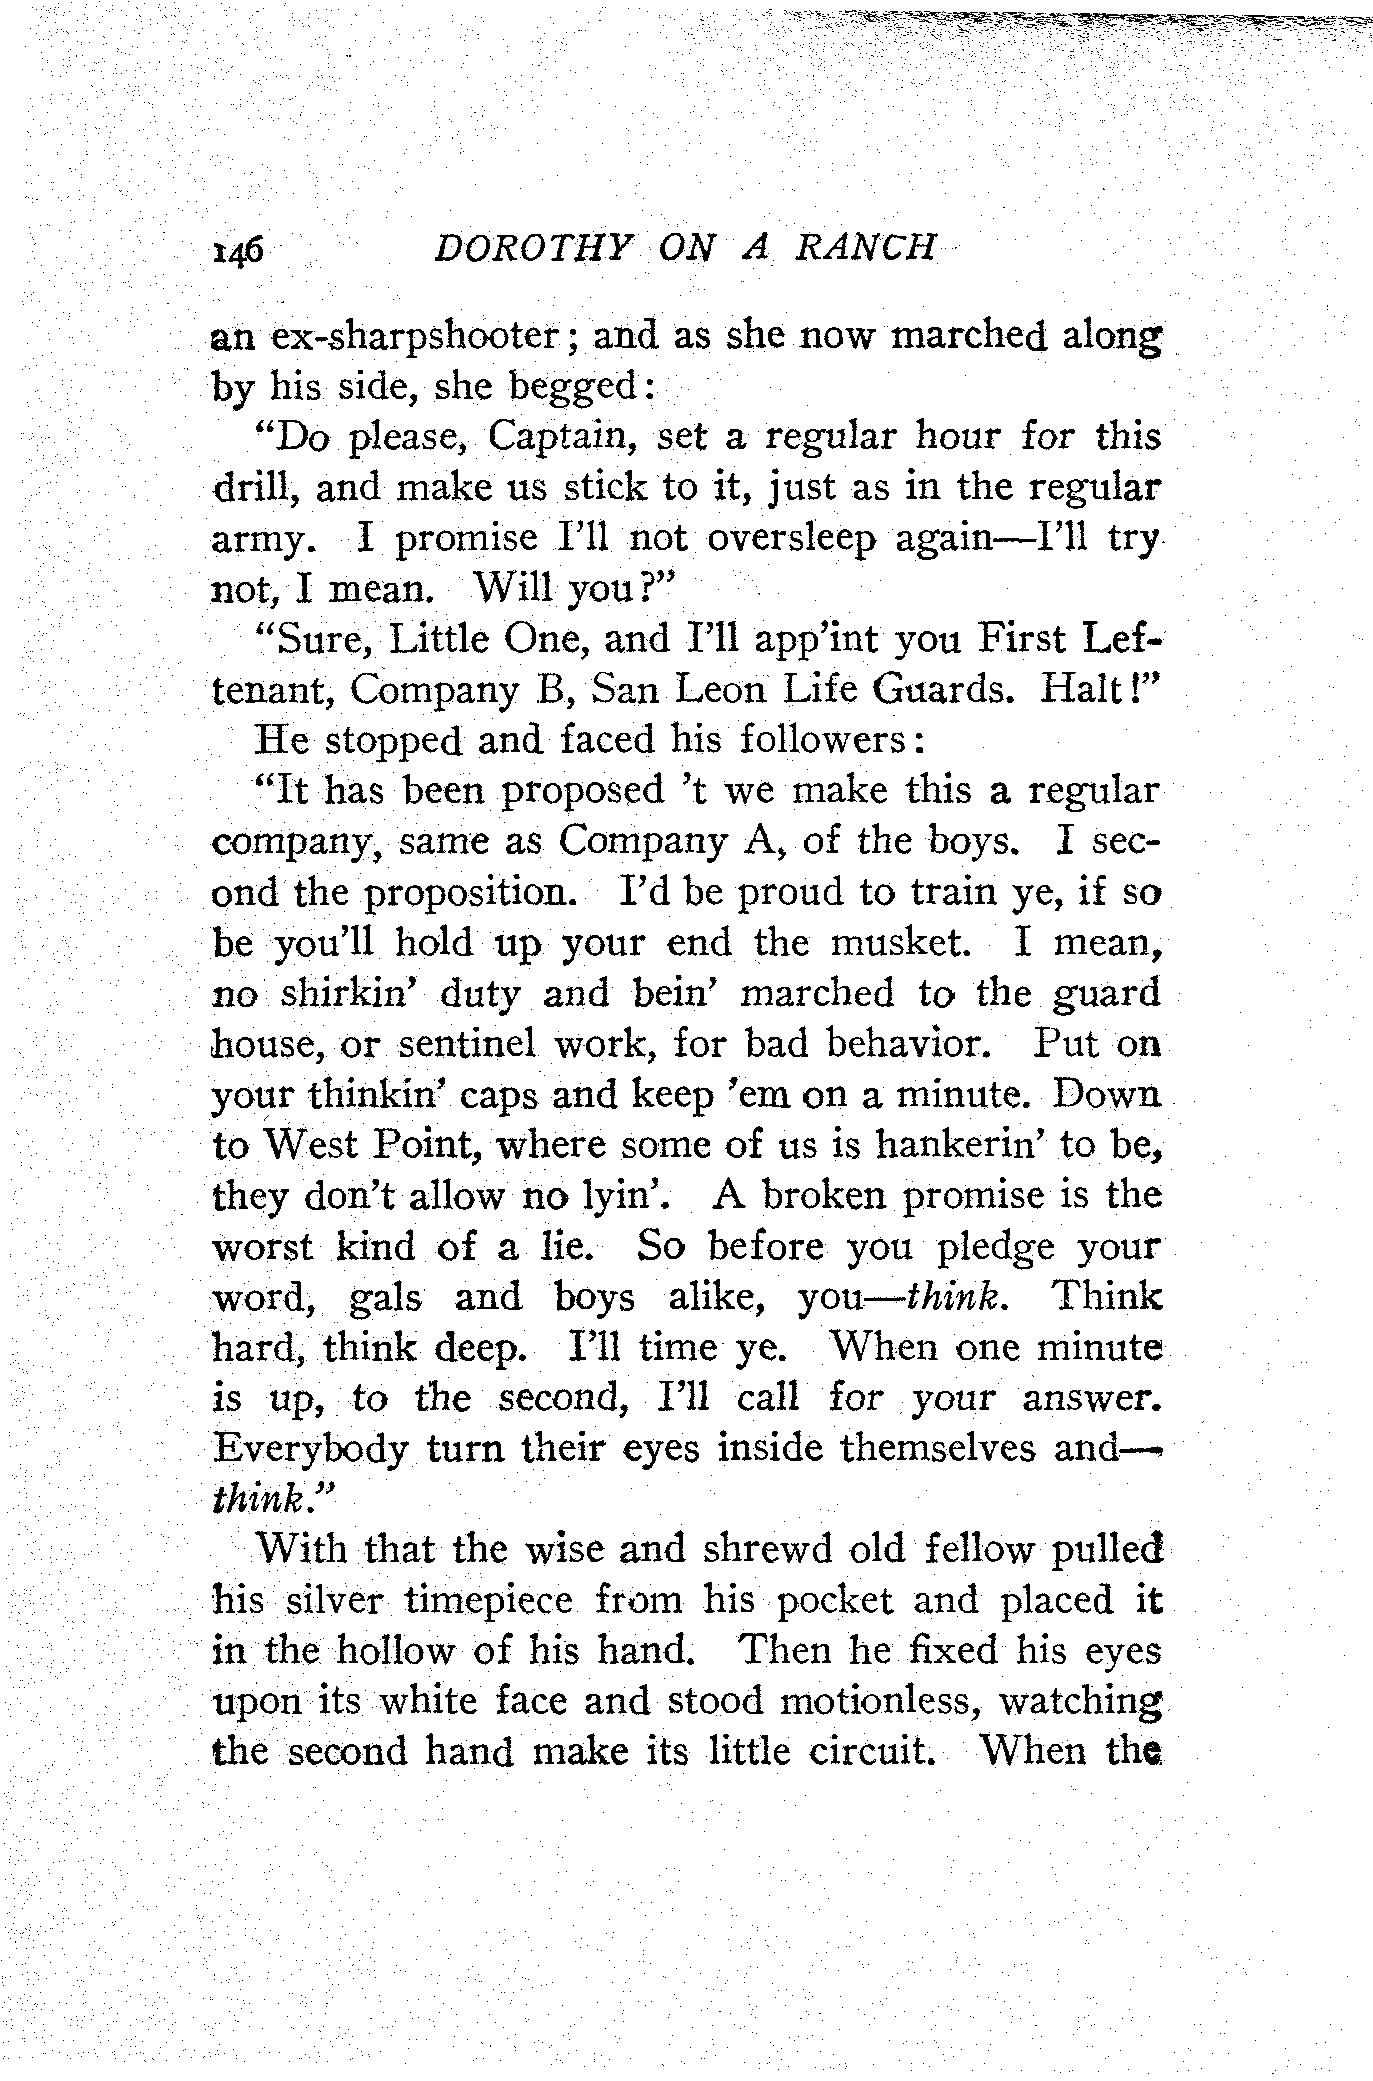 146 DOROTHY ON A RANCH
an ex-sharpshooter; and as she now marched along
by his side, she begged:
“Do please, Captain, set a regular hour for this
drill, and make us stick to it, just as in the regular
army. I promise I’ll not oversleep again—I’ll try
not, I mean. Will you?”
“Sure, Little One, and I’ll app’int you First Lef-
tenant, Company B, San Leon Life Guards. Halt!”
He stopped and faced his followers:
“It has been proposed ’t we make this a regular
company, same as Company A, of the boys. I sec-
ond the proposition. I’d be proud to train ye, if so
be you’ll hold up your end the musket. I mean,
no shirkin’ duty and bein’ marched to the guard
house, or sentinel work, for bad behavior. Put on
your thinkin’ caps and keep ’em on a minute. Down
to West Point, where some of us is hankerin’ to be,
they don’t allow no lyin’. A broken promise is the
worst kind of a lie. So before you pledge your
word, gals and boys alike, you—think. Think
hard, think deep. I’ll time ye. When one minute
is up, to the second, I’ll call for your answer.
Everybody turn their eyes inside themselves and—
think.”
With that the wise and shrewd old fellow pulled
his silver timepiece from his pocket and placed it
in the hollow of his hand. Then he fixed his eyes
upon its white face and stood motionless, watching
the second hand make its little circuit. When the